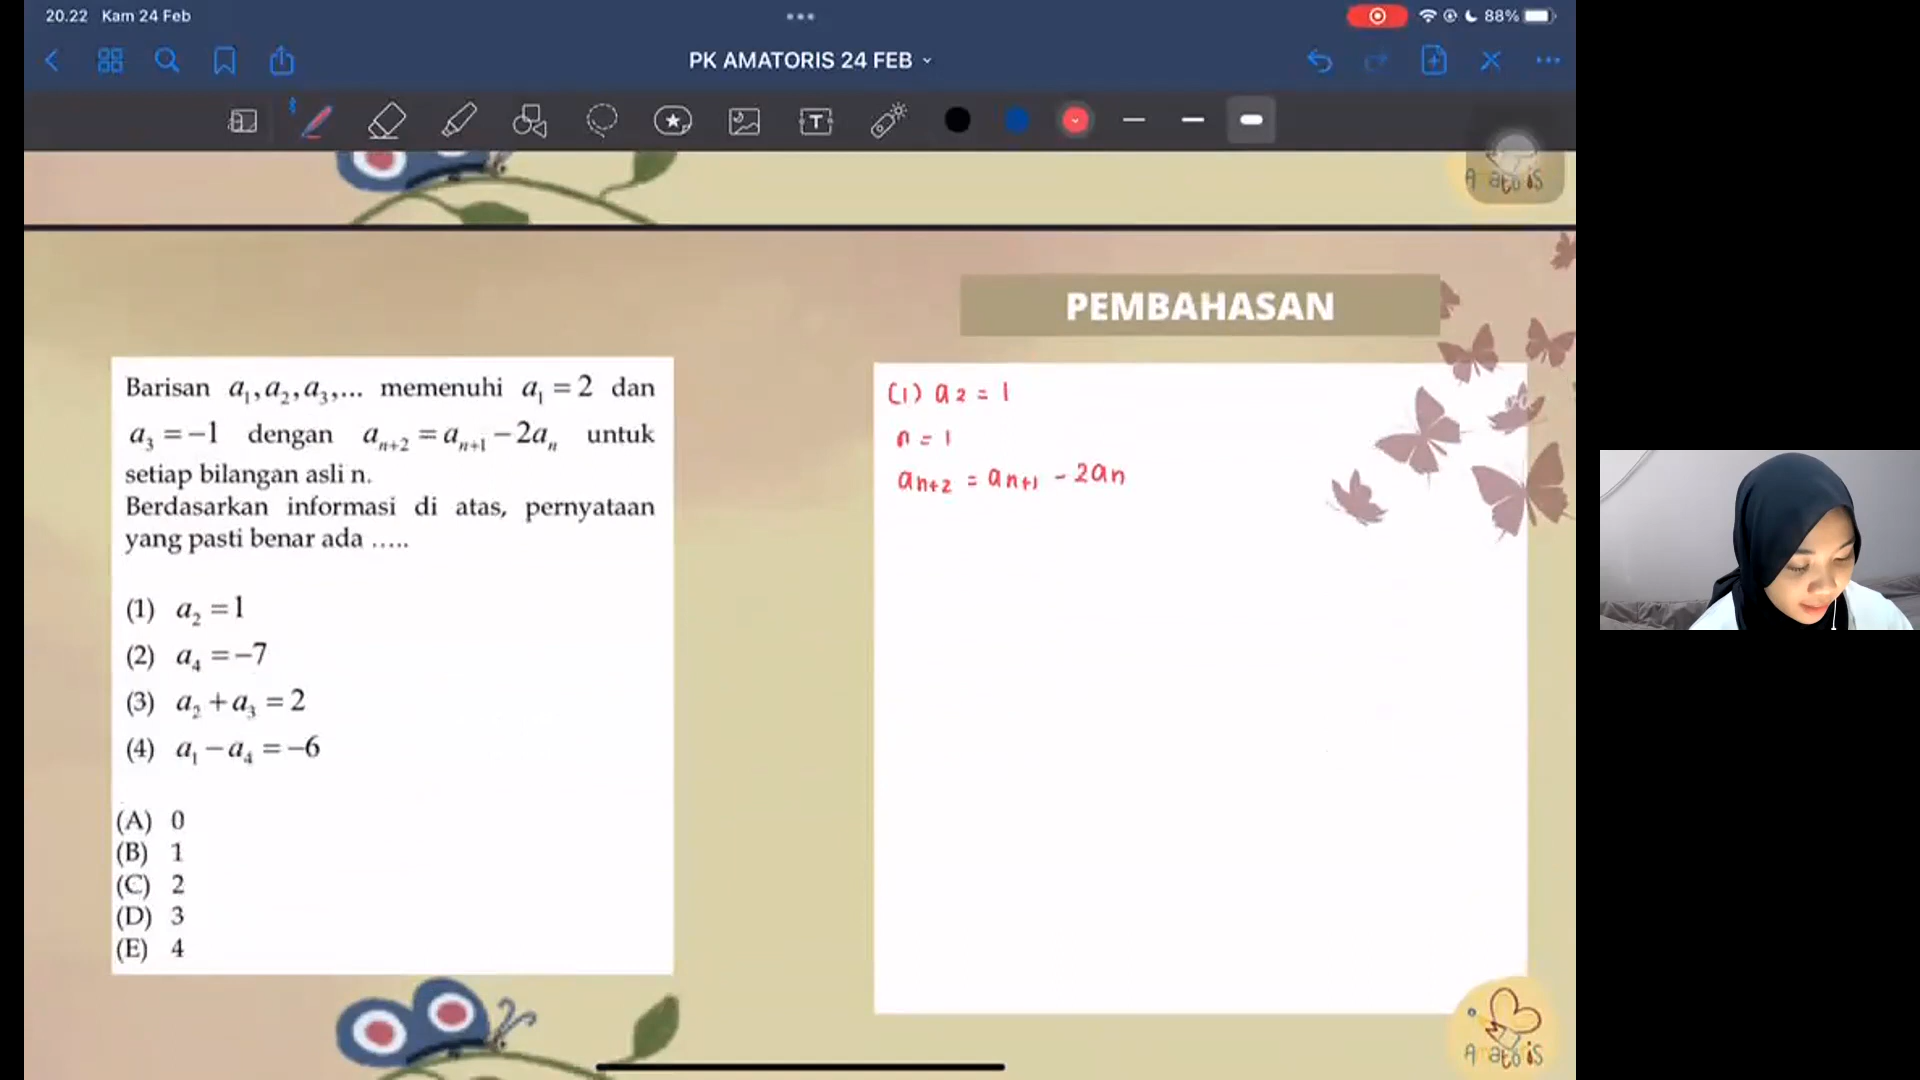 20.22 Kam 24 Feb
88%
PK AMATORIS 24 FEB
T
AmatoiS
PEMBAHASAN
Barisan a₁, a₂, a₃,... memenuhi a₁ = 2 dan
a₃ = −1 dengan aₙ₊₂ = aₙ₊₁ − 2aₙ untuk
setiap bilangan asli n.
Berdasarkan informasi di atas, pernyataan
yang pasti benar ada .....
(1) a₂ = 1
(2) a₄ = −7
(3) a₂ + a₃ = 2
(4) a₁ − a₄ = −6
(A) 0
(B) 1
(C) 2
(D) 3
(E) 4
(1) a₂ = 1
n = 1
aₙ₊₂ = aₙ₊₁ − 2aₙ
AmatoiS